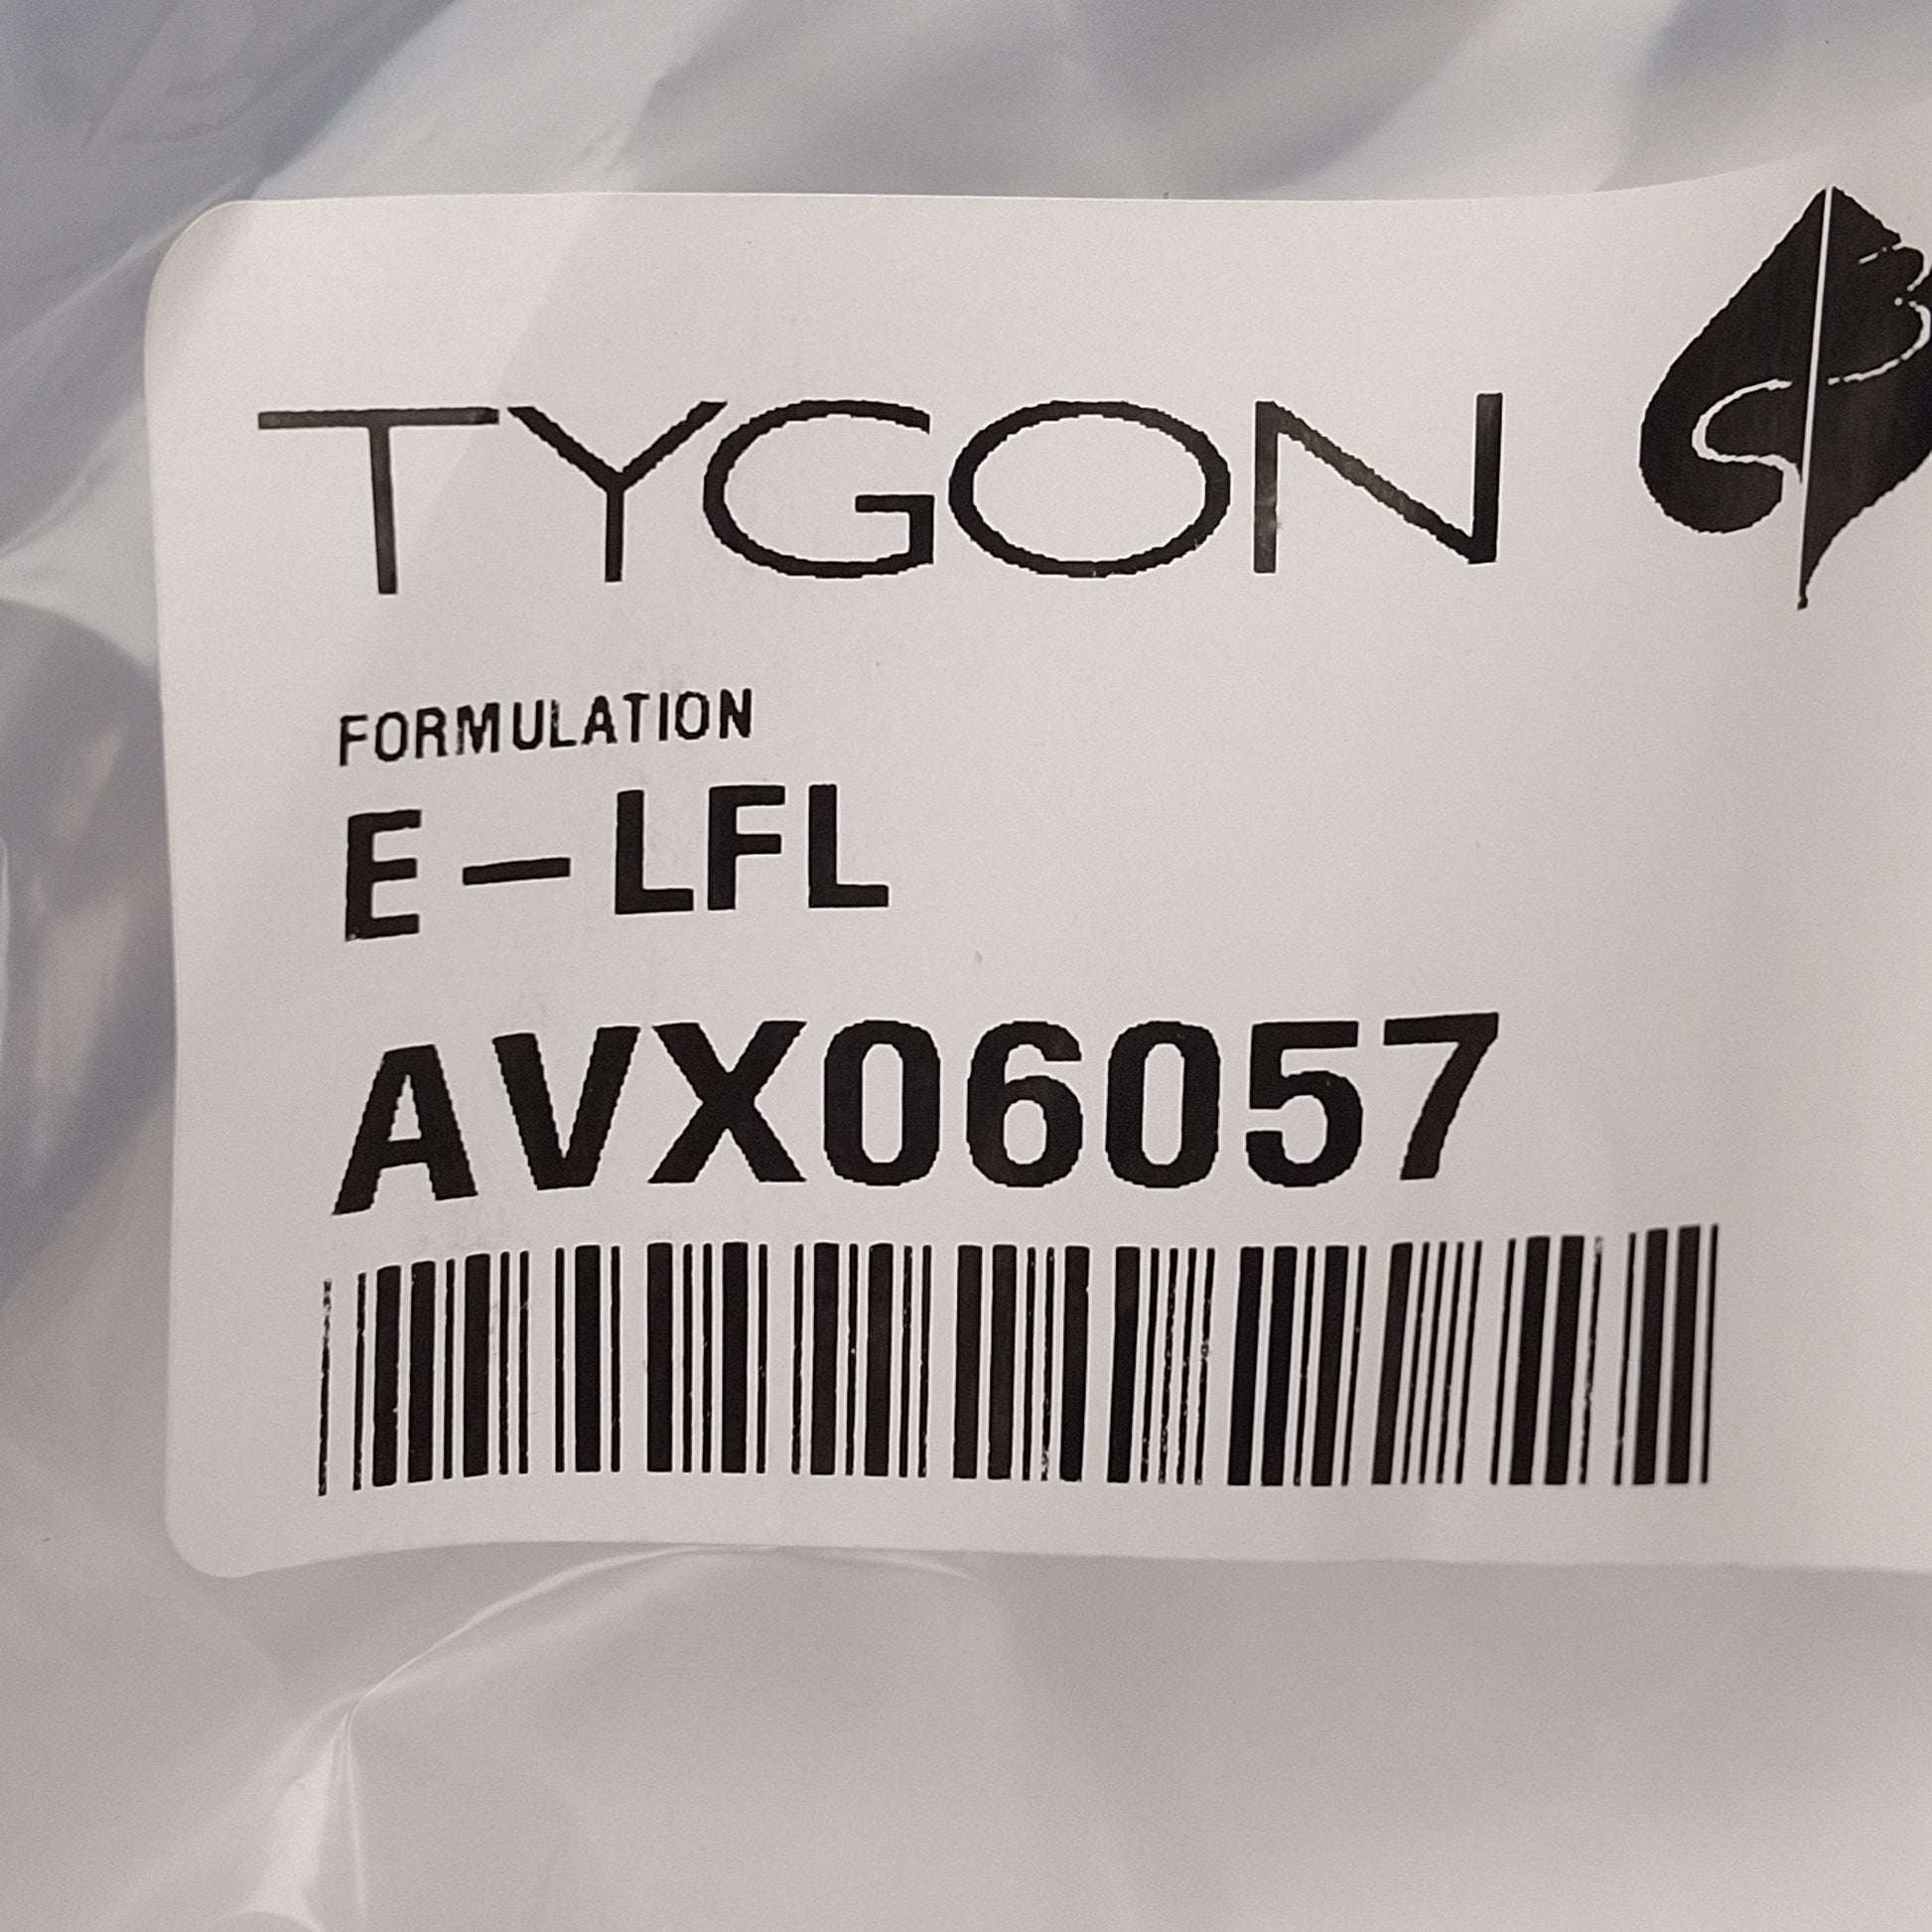 TYGON
FORMULATION
E-LFL
AVX06057